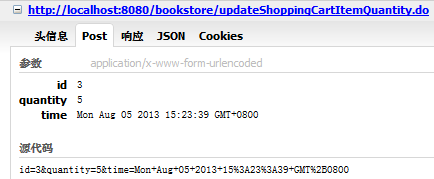 http://localhost:8080/bookstore/updateShoppingCartItemQuantity.do
头信息 Post 响应 JSON Cookies
参数 application/x-www-form-urlencoded
id 3
quantity 5
time Mon Aug 05 2013 15:23:39 GMT+0800
源代码
id=3&quantity=5&time=Mon+Aug+05+2013+15%3A23%3A39+GMT%2B0800